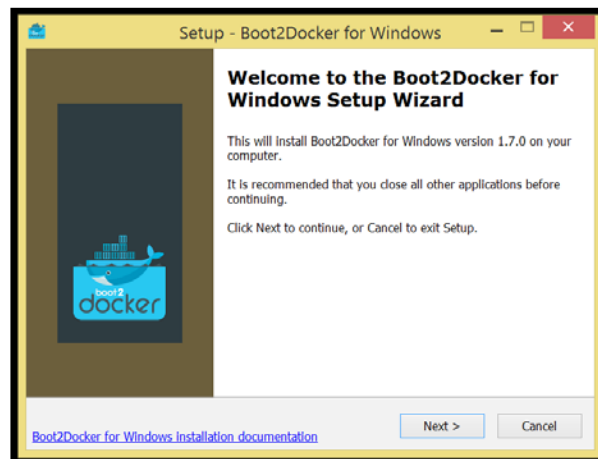 Setup - Boot2Docker for Windows
Welcome to the Boot2Docker for
Windows Setup Wizard
This will install Boot2Docker for Windows version 1.7.0 on your
computer.
It is recommended that you close all other applications before
continuing.
Click Next to continue, or Cancel to exit Setup.
boot2
docker
Next >
Cancel
Boot2Docker for Windows installation documentation